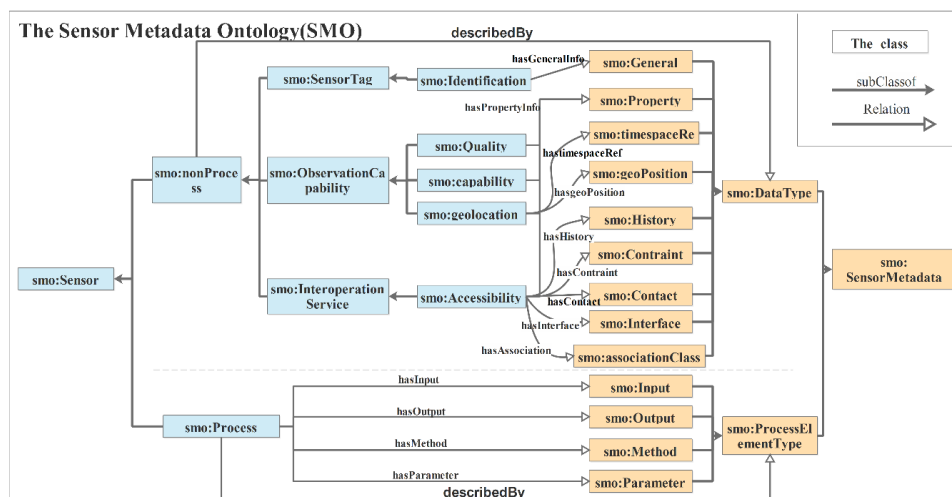 The Sensor Metadata Ontology(SMO)
describedBy
The class
subClassof
Relation
hasGeneralInfo
smo:General
smo:SensorTag
smo:Identification
hasPropertyInfo
smo:Property
smo:timespaceRe
smo:Quality
hastimespaceRef
smo:nonProc
ess
smo:ObservationCa
pability
smo:capability
smo:geoPosition
hasgeoPosition
smo:DataType
smo:geolocation
smo:History
hasHistory
smo:Sensor
smo:Contraint
hasContraint
smo:
SensorMetadata
smo:Interoperation
Service
smo:Accessibility
smo:Contact
hasContact
hasInterface
smo:Interface
hasAssociation
smo:associationClass
hasInput
smo:Input
hasOutput
smo:Output
smo:Process
smo:ProcessEl
ementType
hasMethod
smo:Method
hasParameter
smo:Parameter
describedBy